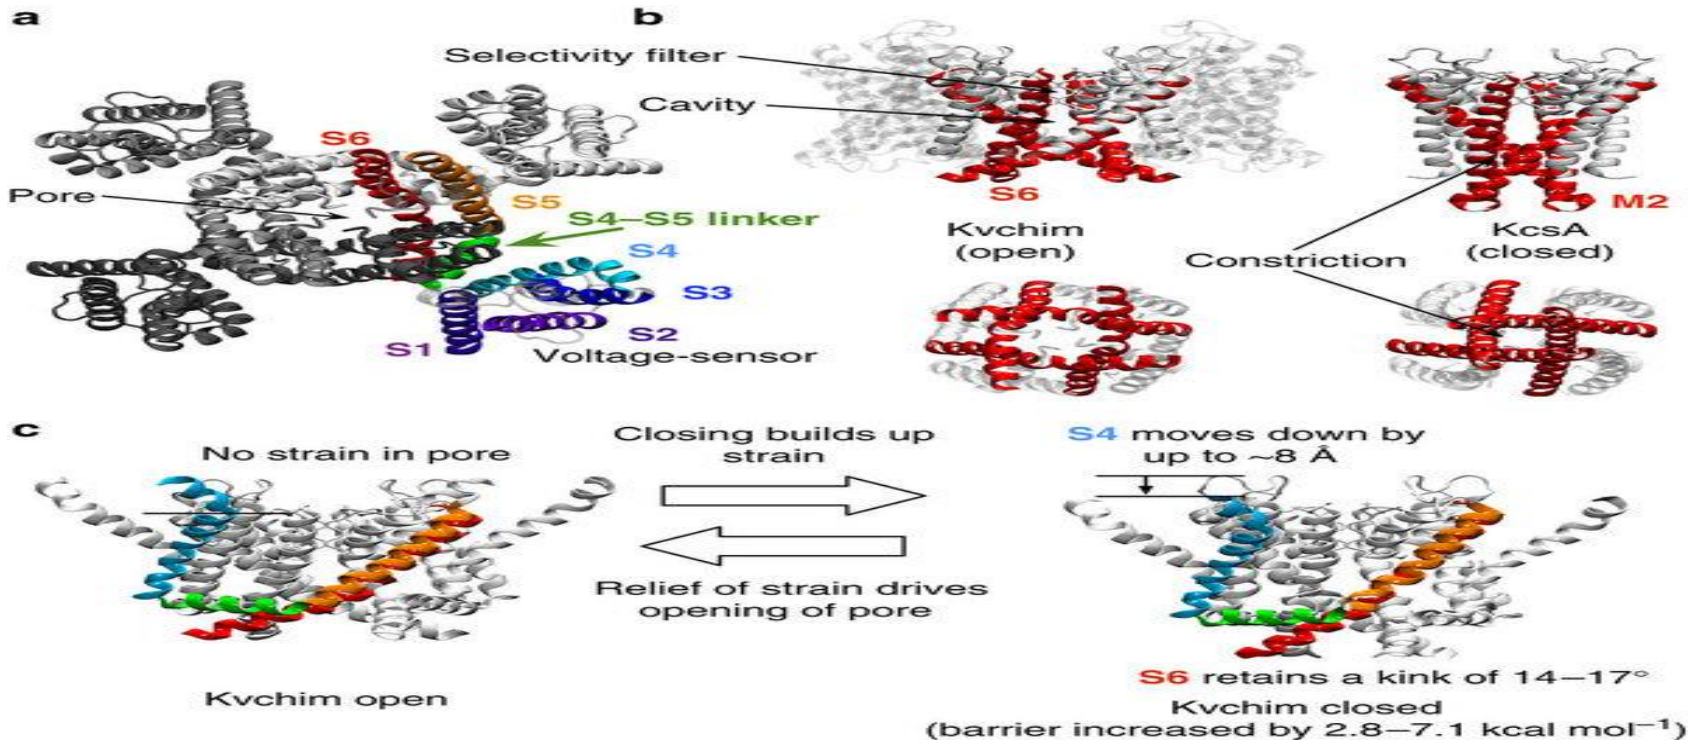 a
S6
Pore
S5
S4–S5 linker
S4
S3
S2
S1
Voltage-sensor
b
Selectivity filter
Cavity
S6
Kvchim
(open)
M2
KcsA
(closed)
Constriction
c
No strain in pore
Closing builds up
strain
Relief of strain drives
opening of pore
Kvchim open
S4 moves down by
up to ~8 Å
S6 retains a kink of 14–17°
Kvchim closed
(barrier increased by 2.8–7.1 kcal mol⁻¹)